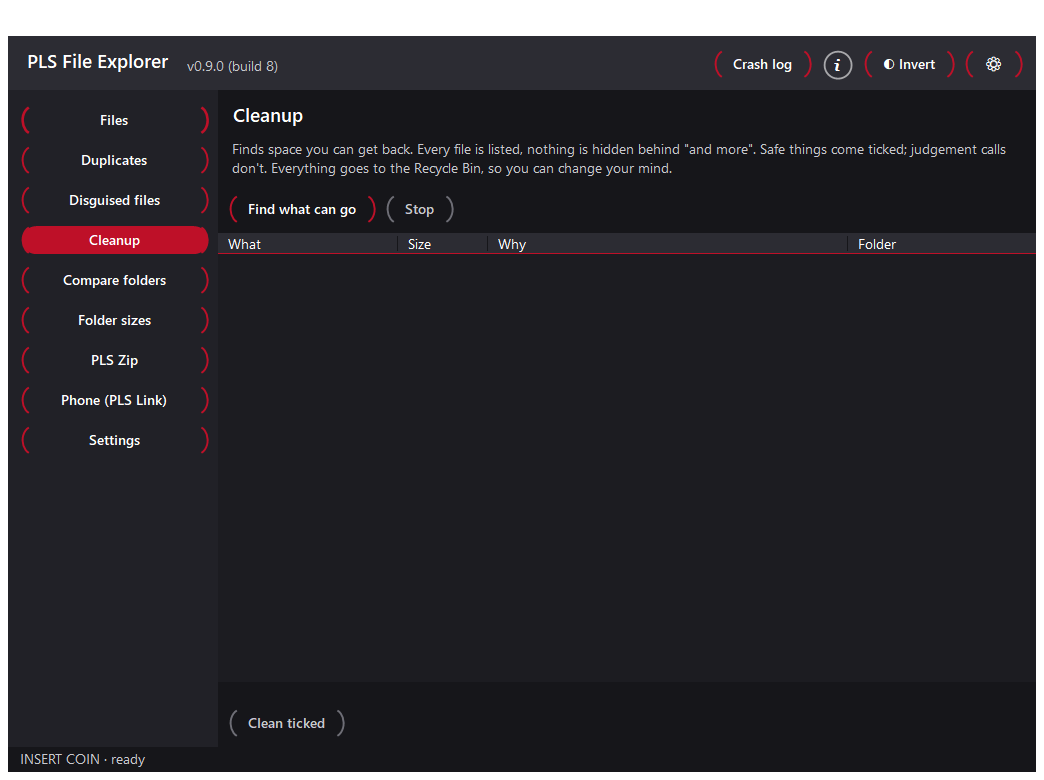 PLS File Explorer v0.9.0 (build 8)
Crash log
i
Invert
Files
Duplicates
Disguised files
Cleanup
Compare folders
Folder sizes
PLS Zip
Phone (PLS Link)
Settings
Cleanup
Finds space you can get back. Every file is listed, nothing is hidden behind "and more". Safe things come ticked; judgement calls
don't. Everything goes to the Recycle Bin, so you can change your mind.
Find what can go
Stop
What Size Why Folder
Clean ticked
INSERT COIN · ready